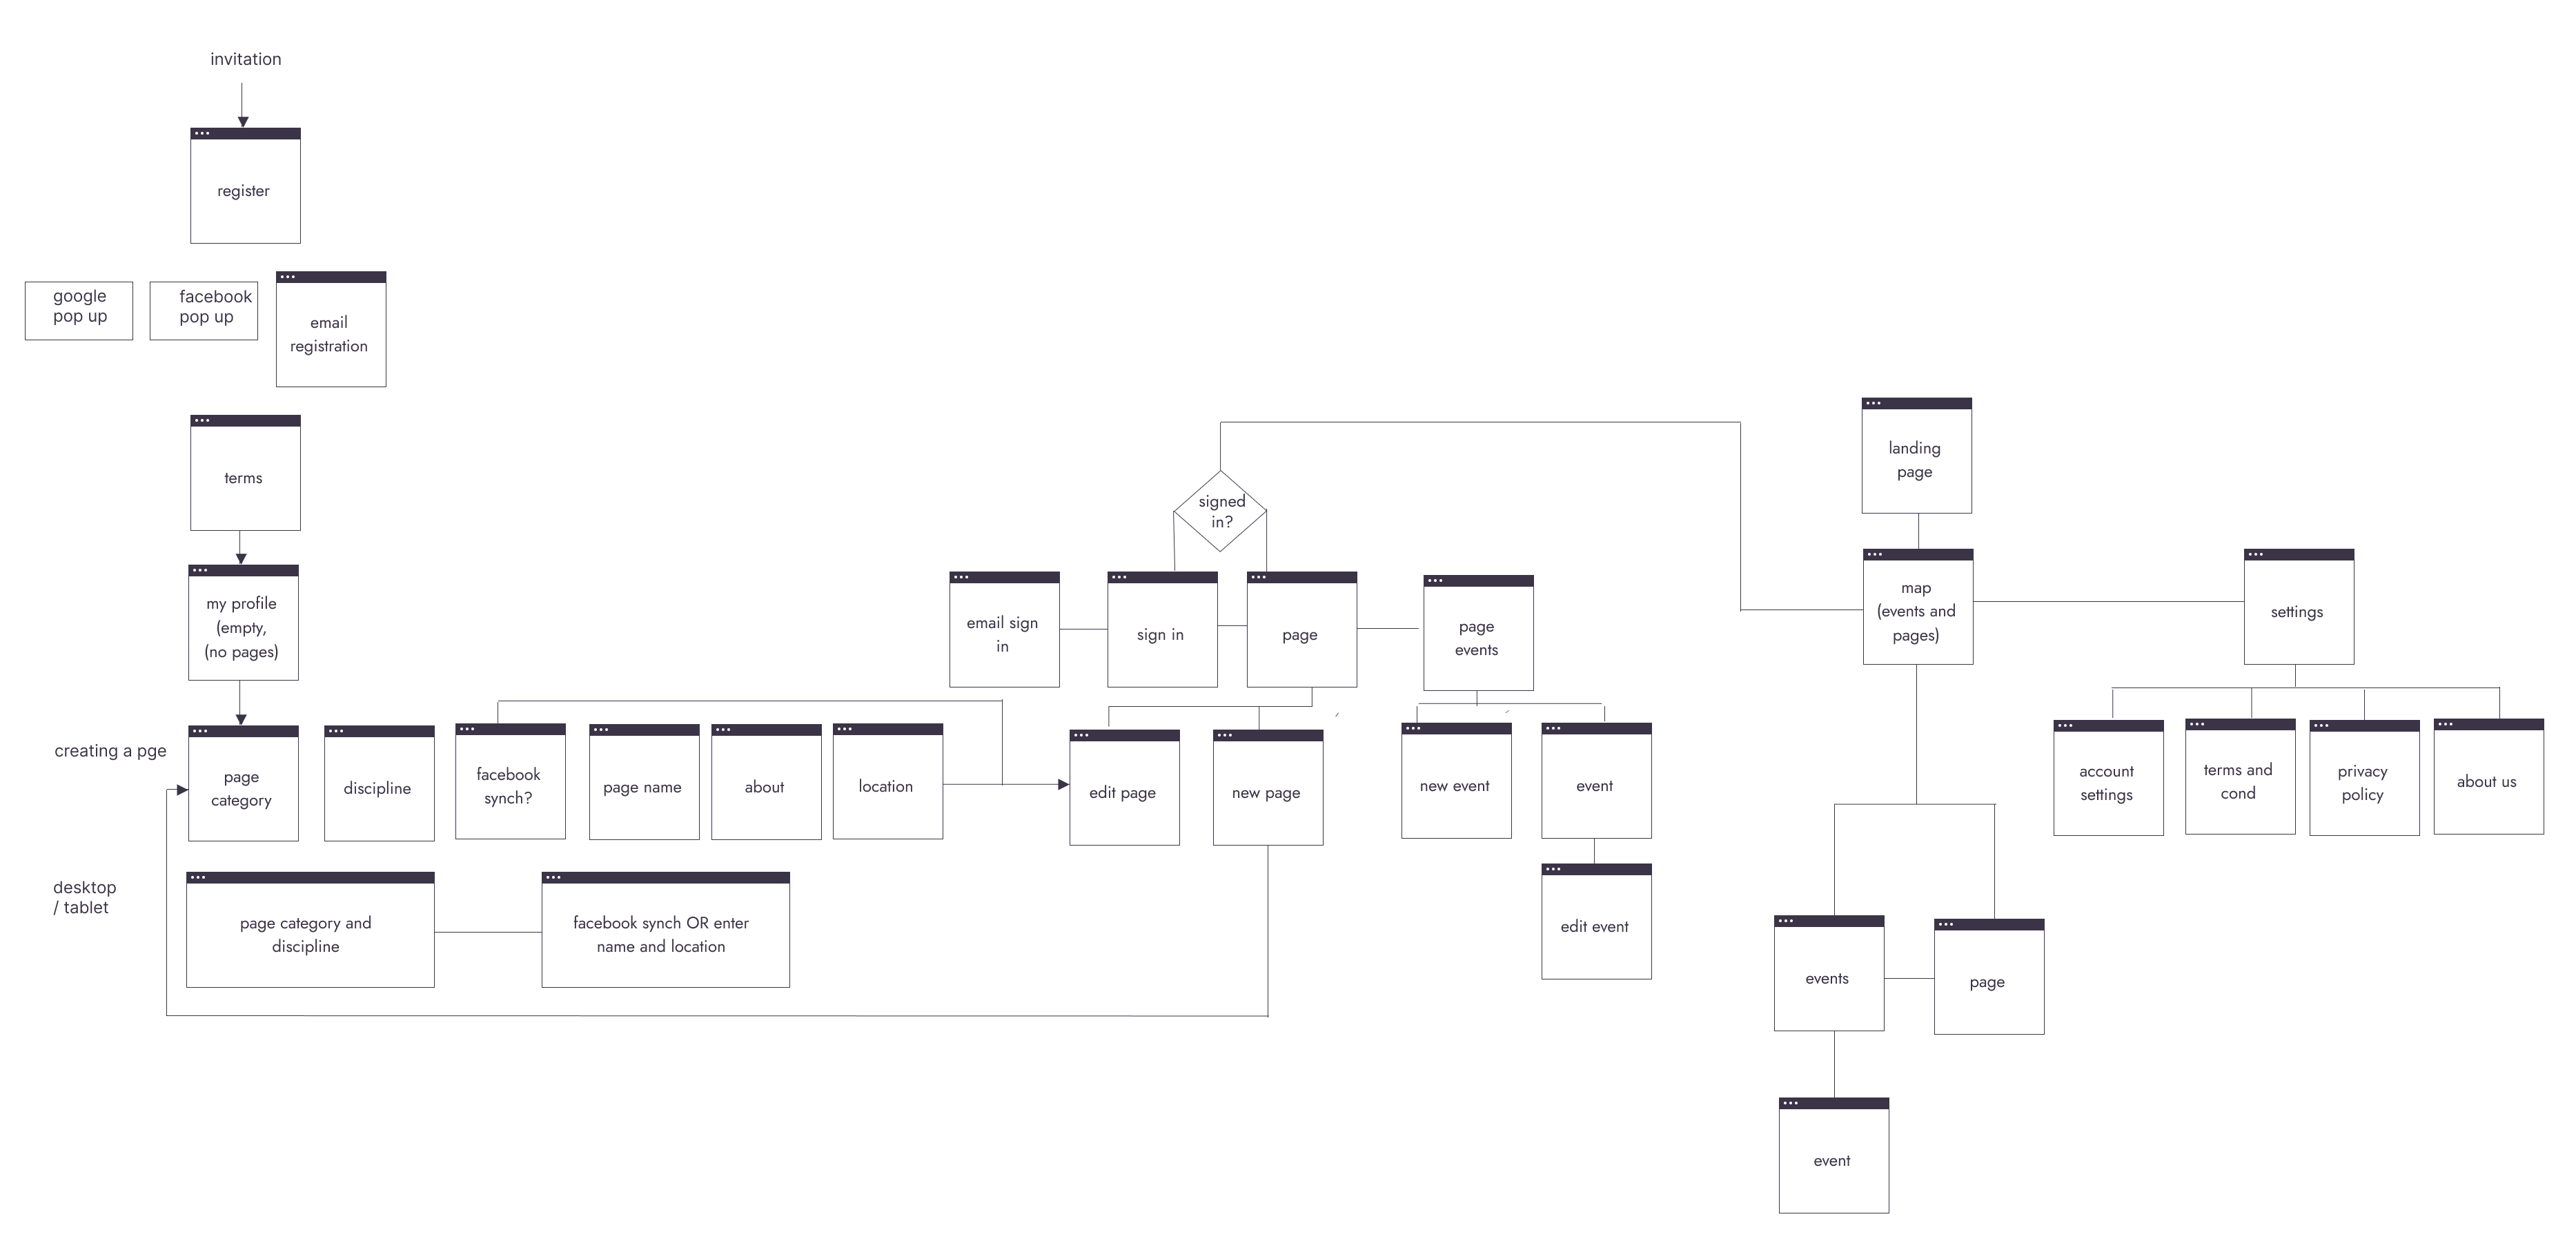 invitation
register
google
pop up
facebook
pop up
email
registration
terms
my profile
(empty,
(no pages)
creating a pge
page
category
discipline
facebook
synch?
page name
about
location
desktop
/ tablet
page category and
discipline
facebook synch OR enter
name and location
signed
in?
email sign
in
sign in
page
page
events
edit page
new page
new event
event
edit event
landing
page
map
(events and
pages)
settings
account
settings
terms and
cond
privacy
policy
about us
events
page
event